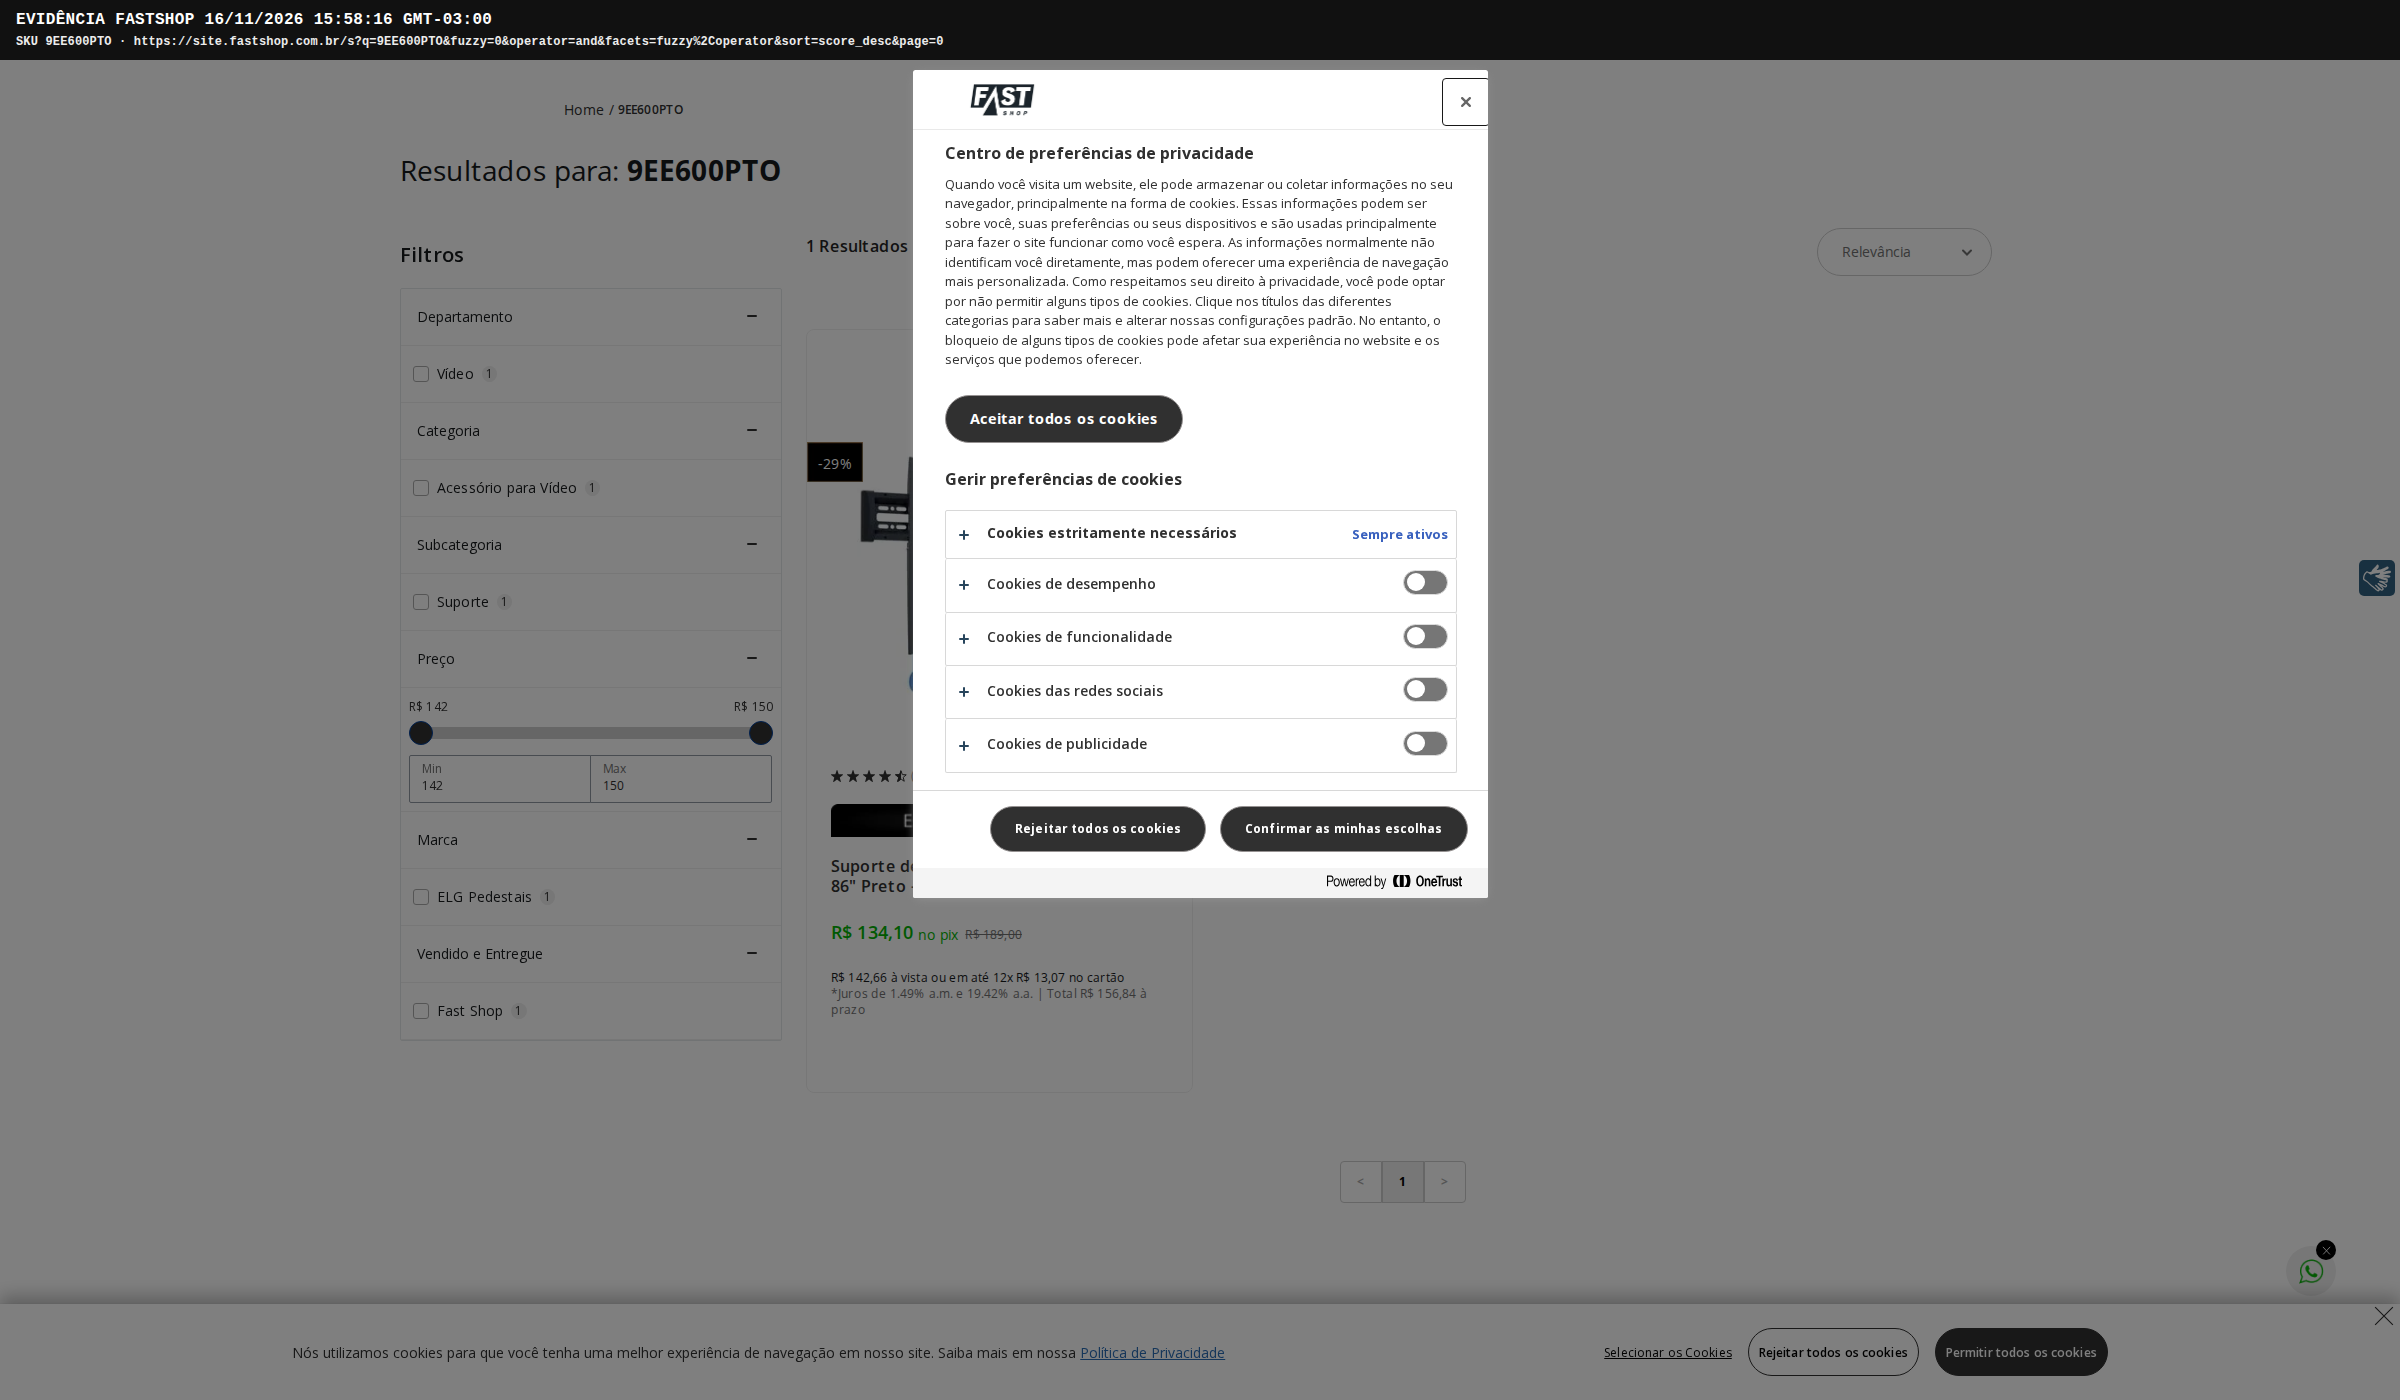 EVIDÊNCIA FASTSHOP 16/11/2026 15:58:16 GMT-03:00
SKU 9EE600PTO · https://site.fastshop.com.br/s?q=9EE600PTO&fuzzy=0&operator=and&facets=fuzzy%2Coperator&sort=score_desc&page=0
Home / 9EE600PTO
Resultados para: 9EE600PTO
Filtros
Departamento
Vídeo 1
Categoria
Acessório para Vídeo 1
Subcategoria
Suporte 1
Preço
R$ 142 R$ 150
Min Max
142 150
Marca
ELG Pedestais 1
Vendido e Entregue
Fast Shop 1
1 Resultados
Relevância
-29%
Suporte
86" Preto
R$ 134,10 no pix R$ 189,00
R$ 142,66 à vista ou em até 12x R$ 13,07 no cartão
*Juros de 1.49% a.m. e 19.42% a.a. | Total R$ 156,84 à
prazo
< 1 >
FAST
SHOP
Centro de preferências de privacidade
Quando você visita um website, ele pode armazenar ou coletar informações no seu
navegador, principalmente na forma de cookies. Essas informações podem ser
sobre você, suas preferências ou seus dispositivos e são usadas principalmente
para fazer o site funcionar como você espera. As informações normalmente não
identificam você diretamente, mas podem oferecer uma experiência de navegação
mais personalizada. Como respeitamos seu direito à privacidade, você pode optar
por não permitir alguns tipos de cookies. Clique nos títulos das diferentes
categorias para saber mais e alterar nossas configurações padrão. No entanto, o
bloqueio de alguns tipos de cookies pode afetar sua experiência no website e os
serviços que podemos oferecer.
Aceitar todos os cookies
Gerir preferências de cookies
Cookies estritamente necessários Sempre ativos
Cookies de desempenho
Cookies de funcionalidade
Cookies das redes sociais
Cookies de publicidade
Rejeitar todos os cookies Confirmar as minhas escolhas
Powered by OneTrust
Nós utilizamos cookies para que você tenha uma melhor experiência de navegação em nosso site. Saiba mais em nossa Política de Privacidade
Selecionar os Cookies Rejeitar todos os cookies Permitir todos os cookies